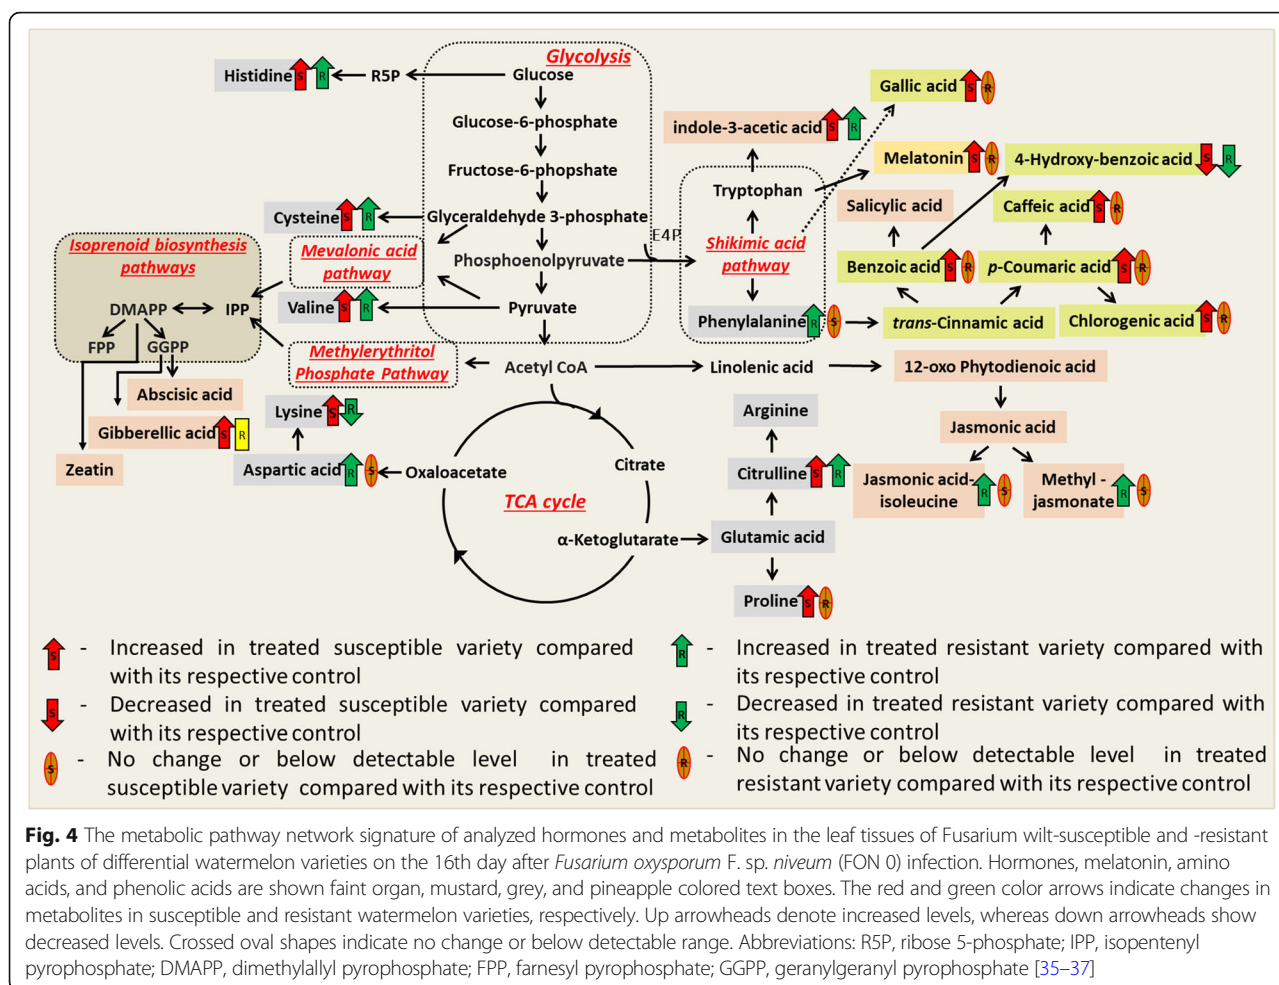 Glycolysis
Histidine S R
R5P
Glucose
Gallic acid S R
Glucose-6-phosphate
indole-3-acetic acid S R
Fructose-6-phopshate
Melatonin S R
4-Hydroxy-benzoic acid S R
Tryptophan
Salicylic acid
Caffeic acid S R
Cysteine S R
Glyceraldehyde 3-phosphate
E4P
Isoprenoid biosynthesis
pathways
Mevalonic acid
pathway
Phosphoenolpyruvate
Shikimic acid
pathway
Benzoic acid S R
p-Coumaric acid S R
DMAPP
IPP
Valine S R
Pyruvate
Phenylalanine R S
trans-Cinnamic acid
Chlorogenic acid S R
FPP
GGPP
Methylerythritol
Phosphate Pathway
Acetyl CoA
Linolenic acid
12-oxo Phytodienoic acid
Abscisic acid
Lysine S R
Arginine
Jasmonic acid
Gibberellic acid S R
Zeatin
Aspartic acid R S
Oxaloacetate
Citrate
Citrulline S R
Jasmonic acid-
isoleucine R S
Methyl -
jasmonate R S
TCA cycle
α-Ketoglutarate
Glutamic acid
Proline S R
S - Increased in treated susceptible variety compared
with its respective control
S - Decreased in treated susceptible variety compared
with its respective control
S - No change or below detectable level in treated
susceptible variety compared with its respective control
R - Increased in treated resistant variety compared with
its respective control
R - Decreased in treated resistant variety compared with
its respective control
R - No change or below detectable level in treated
resistant variety compared with its respective control
Fig. 4 The metabolic pathway network signature of analyzed hormones and metabolites in the leaf tissues of Fusarium wilt-susceptible and -resistant
plants of differential watermelon varieties on the 16th day after Fusarium oxysporum F. sp. niveum (FON 0) infection. Hormones, melatonin, amino
acids, and phenolic acids are shown faint organ, mustard, grey, and pineapple colored text boxes. The red and green color arrows indicate changes in
metabolites in susceptible and resistant watermelon varieties, respectively. Up arrowheads denote increased levels, whereas down arrowheads show
decreased levels. Crossed oval shapes indicate no change or below detectable range. Abbreviations: R5P, ribose 5-phosphate; IPP, isopentenyl
pyrophosphate; DMAPP, dimethylallyl pyrophosphate; FPP, farnesyl pyrophosphate; GGPP, geranylgeranyl pyrophosphate [35–37]